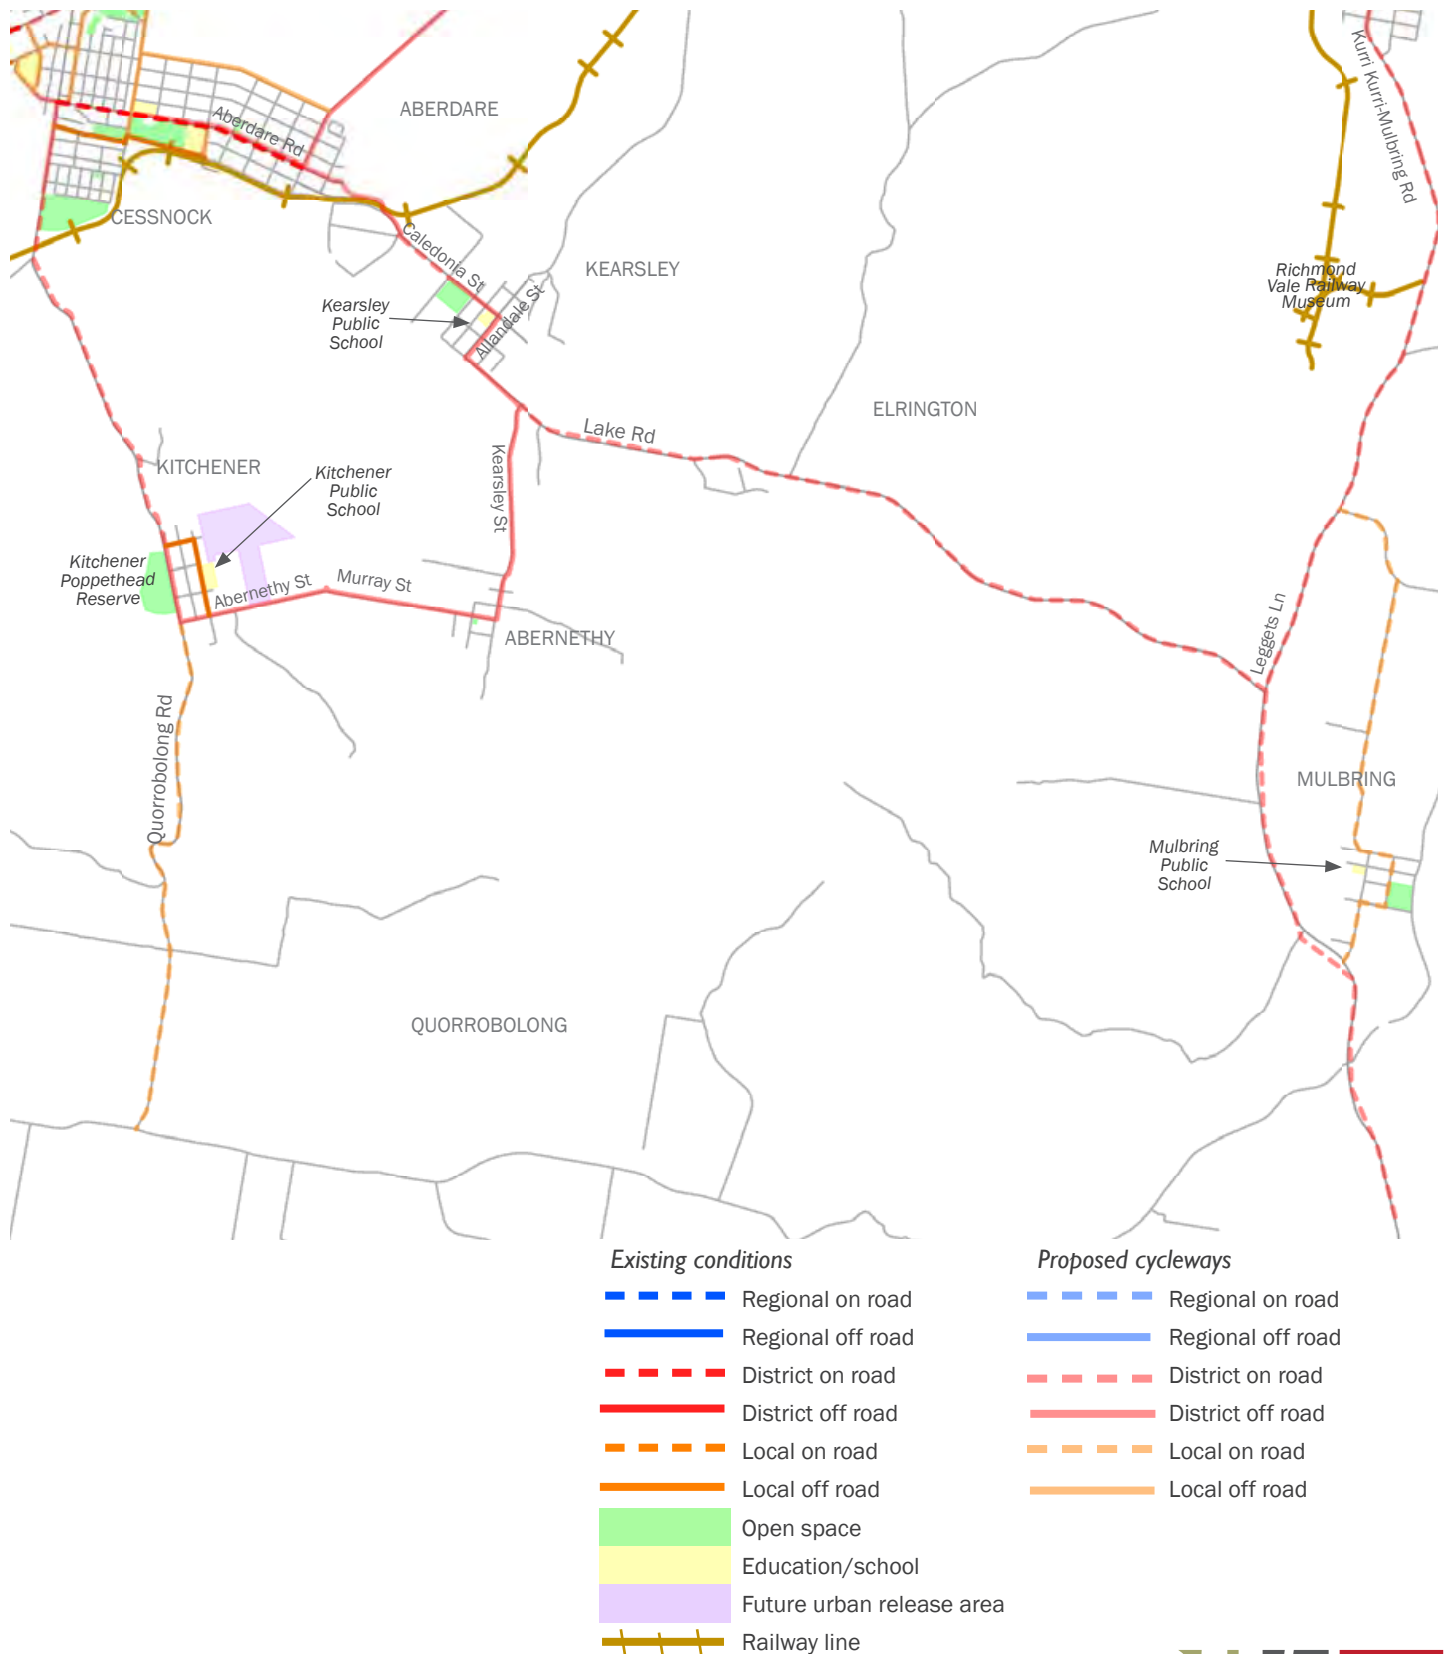 ABERDARE
Aberdare Rd
Kurri Kurri-Mulbring Rd
CESSNOCK
Caledonia St
KEARSLEY
Richmond
Vale Railway
Museum
Kearsley
Public
School
Allandale St
ELRINGTON
Lake Rd
KITCHENER
Kitchener
Public
School
Kearsley St
Kitchener
Poppethead
Reserve
Abernethy St
Murray St
ABERNETHY
Leggets Ln
Quorrobolong Rd
MULBRING
Mulbring
Public
School
QUORROBOLONG
Existing conditions
Regional on road
Regional off road
District on road
District off road
Local on road
Local off road
Open space
Education/school
Future urban release area
Railway line
Proposed cycleways
Regional on road
Regional off road
District on road
District off road
Local on road
Local off road